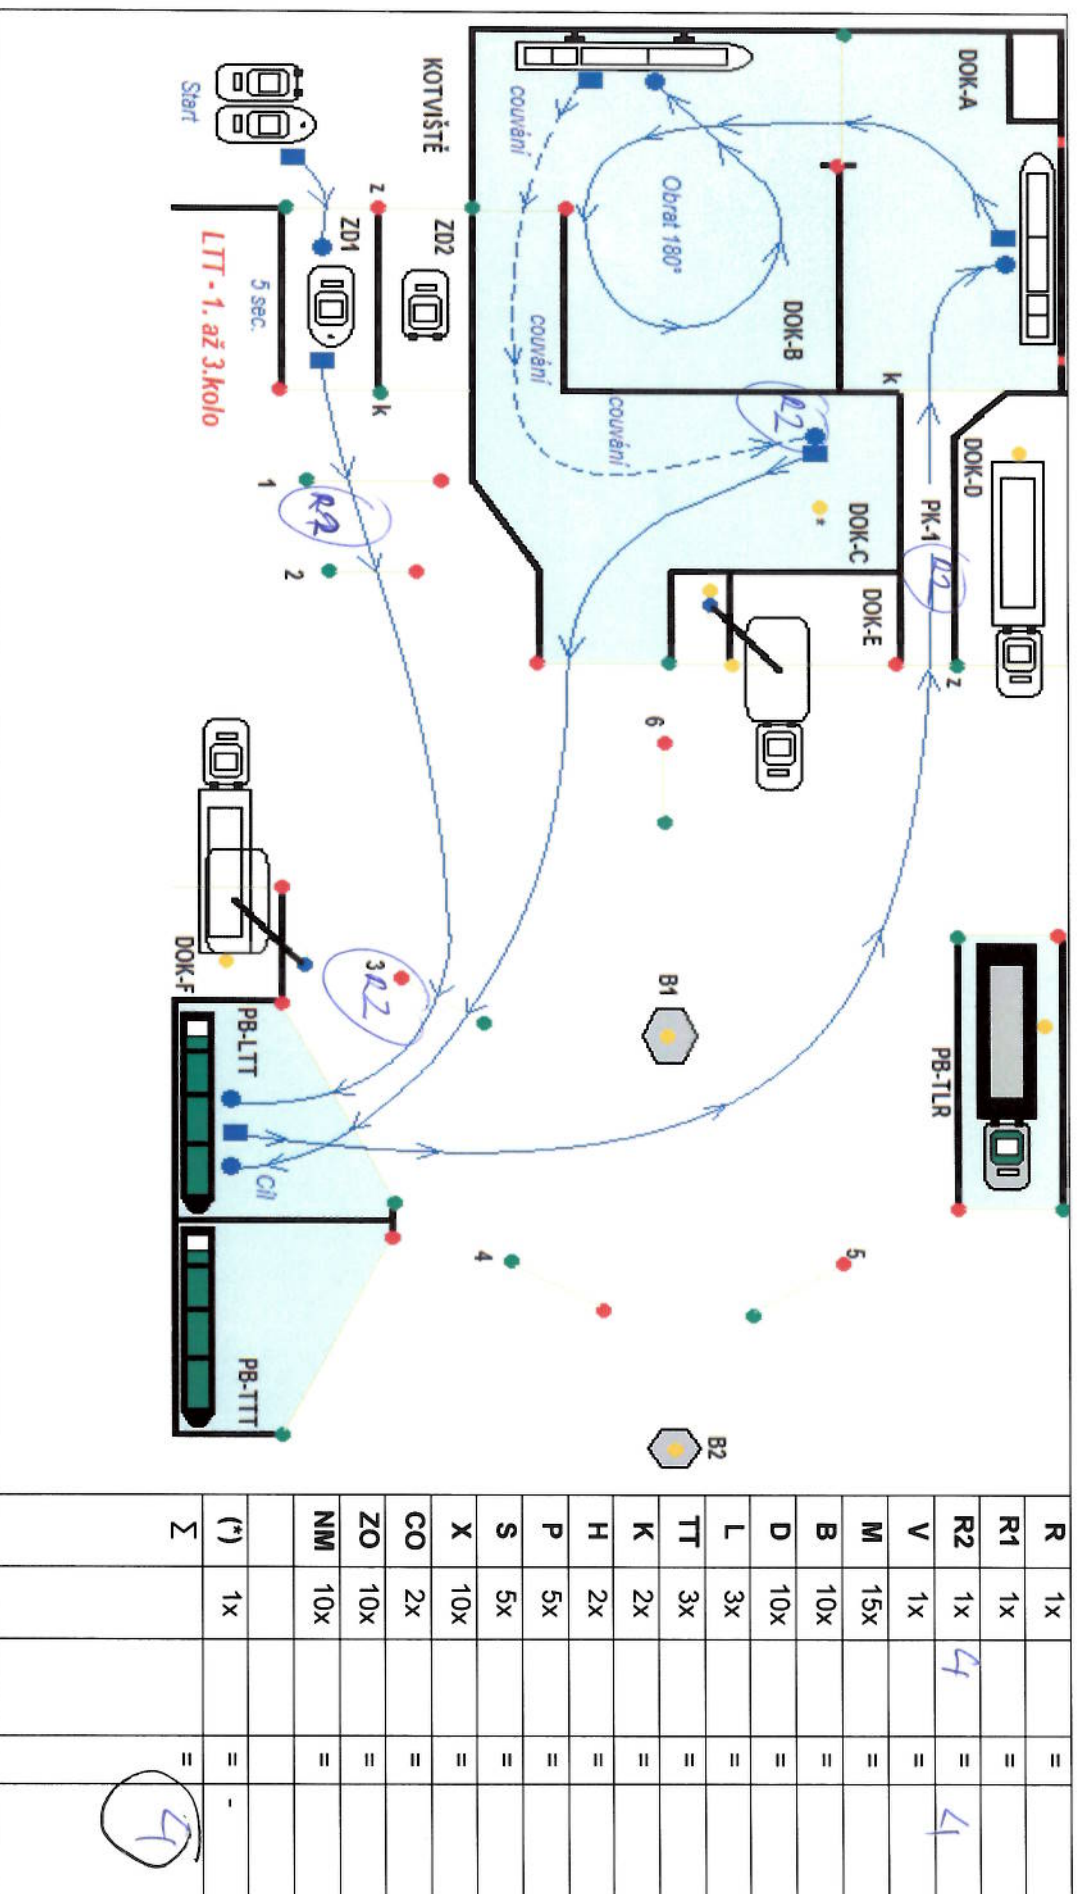 KOTVIŠTĚ
Start
z
ZD1
ZD2
5 sec.
LTT - 1. až 3.kolo
k
1
R2
2
DOK-A
couvání
Obrat 180°
DOK-B
couvání
couvání
k
R2
*
DOK-C
DOK-D
PK-1
R2
DOK-E
z
6
B1
3
R2
DOK-F
PB-LTT
Cíl
PB-TTT
PB-TLR
4
5
B2
R 1x =
R1 1x =
R2 1x 4 = 4
V 1x =
M 15x =
B 10x =
D 10x =
L 3x =
TT 3x =
K 2x =
H 2x =
P 5x =
S 5x =
X 10x =
CO 2x =
ZO 10x =
NM 10x =
(*) 1x = -
Σ = 4